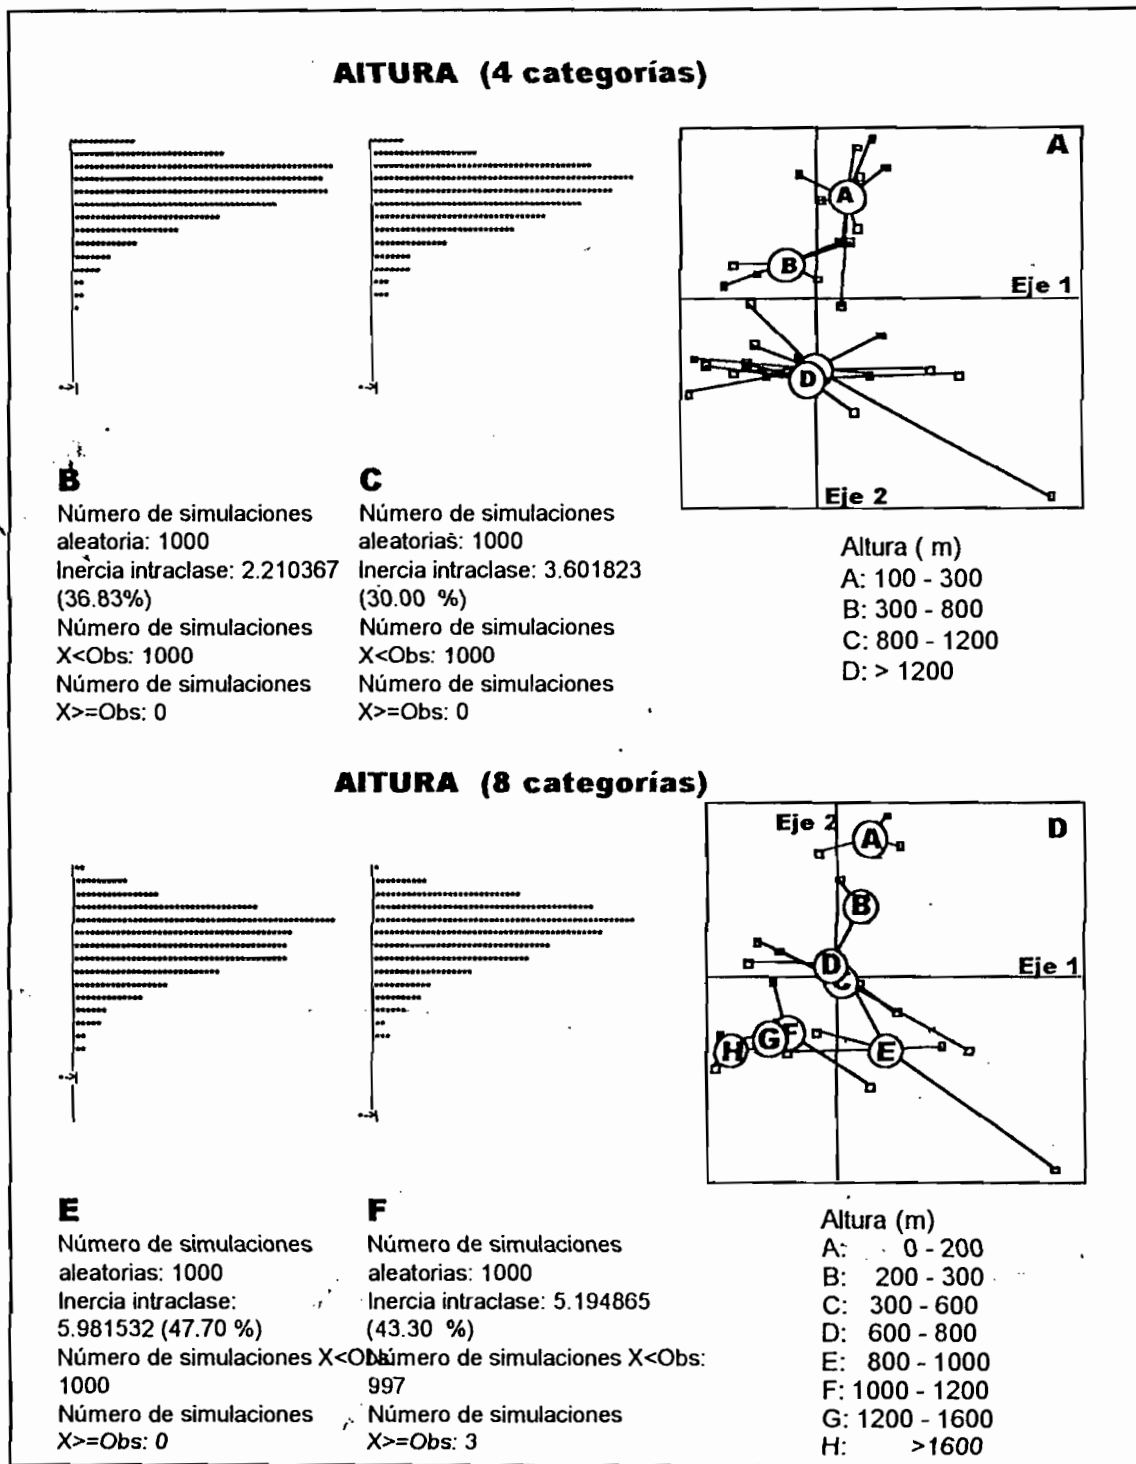 AlTURA (4 categorías)
A
A
B
Eje 1
D
Eje 2
B
Número de simulaciones
aleatoria: 1000
Inercia intraclase: 2.210367
(36.83%)
Número de simulaciones
X<Obs: 1000
Número de simulaciones
X>=Obs: 0
C
Número de simulaciones
aleatorias: 1000
Inercia intraclase: 3.601823
(30.00 %)
Número de simulaciones
X<Obs: 1000
Número de simulaciones
X>=Obs: 0
Altura ( m)
A: 100 - 300
B: 300 - 800
C: 800 - 1200
D: > 1200
AlTURA (8 categorías)
Eje 2
A
D
B
D
C
Eje 1
H
G
F
E
E
Número de simulaciones
aleatorias: 1000
Inercia intraclase:
5.981532 (47.70 %)
Número de simulaciones X<Obs:
1000
Número de simulaciones
X>=Obs: 0
F
Número de simulaciones
aleatorias: 1000
Inercia intraclase: 5.194865
(43.30 %)
Número de simulaciones X<Obs:
997
Número de simulaciones
X>=Obs: 3
Altura (m)
A: 0 - 200
B: 200 - 300
C: 300 - 600
D: 600 - 800
E: 800 - 1000
F: 1000 - 1200
G: 1200 - 1600
H: >1600